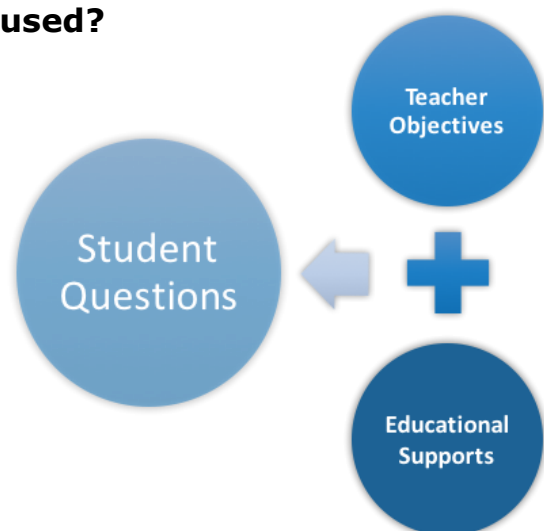 used?
Teacher
Objectives
Student
Questions
Educational
Supports